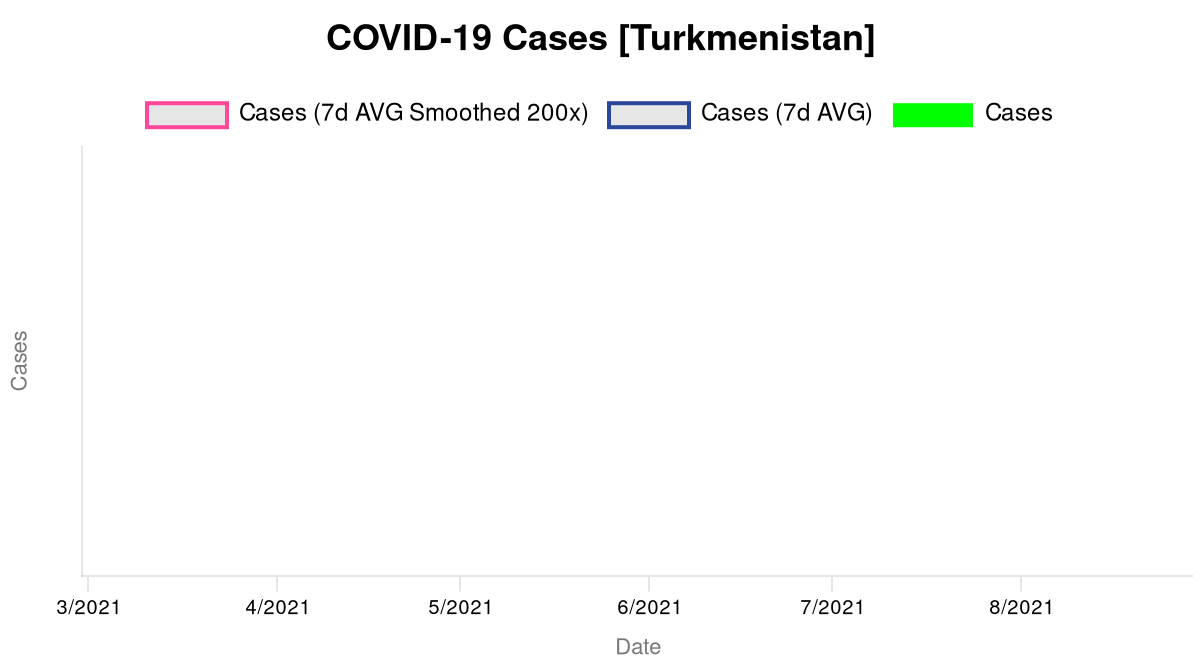 COVID-19 Cases [Turkmenistan]
Cases (7d AVG Smoothed 200x) Cases (7d AVG) Cases
Cases
3/2021 4/2021 5/2021 6/2021 7/2021 8/2021
Date